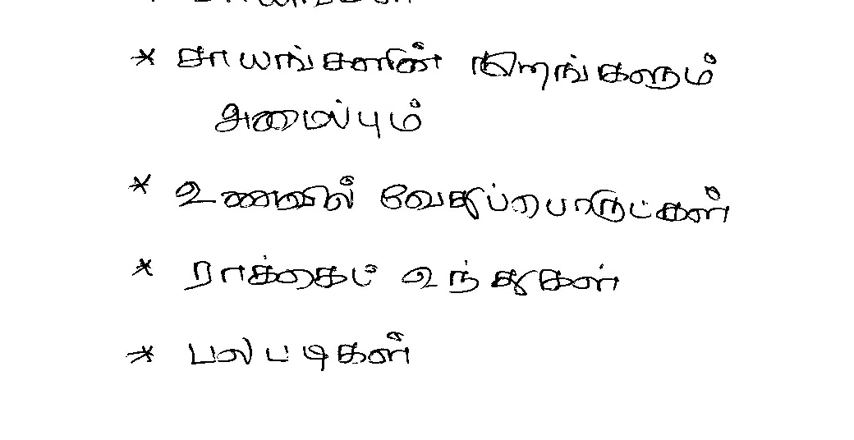 * சாயங்களின் நிறங்களும்
அமைப்பும்
* உணவில் வேதிப்பொருட்கள்
* ராக்கெட் உந்துகள்
* பலபடிகள்